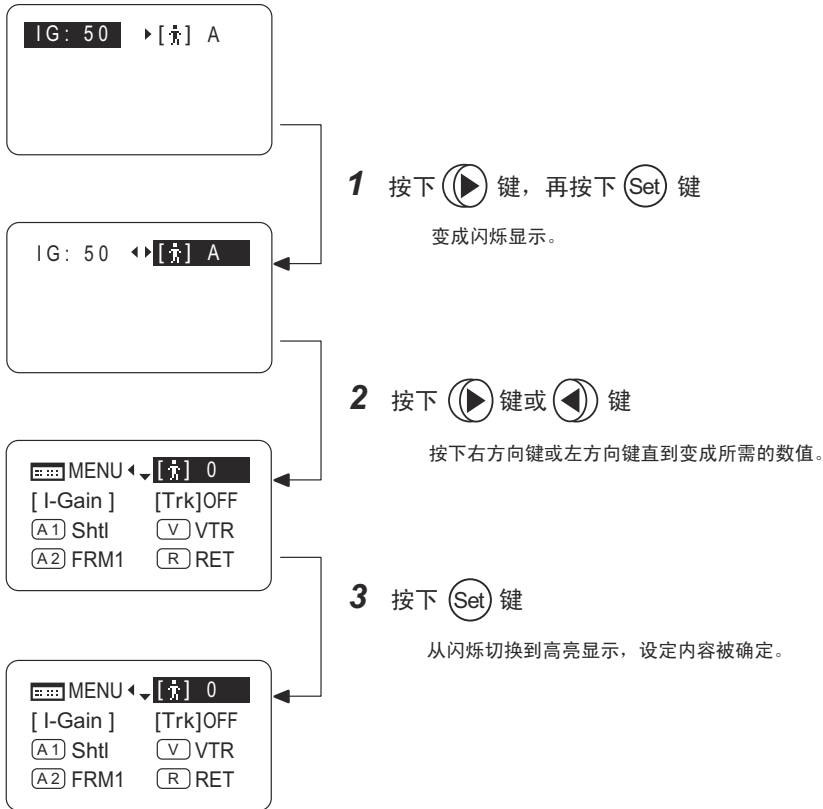 IG: 50 [ ] A
1 按下 键，再按下 Set 键
变成闪烁显示。
IG: 50 [ ] A
2 按下 键或 键
按下右方向键或左方向键直到变成所需的数值。
MENU [ ] 0
[ I-Gain ] [Trk]OFF
A1 Shtl V VTR
A2 FRM1 R RET
3 按下 Set 键
从闪烁切换到高亮显示，设定内容被确定。
MENU [ ] 0
[ I-Gain ] [Trk]OFF
A1 Shtl V VTR
A2 FRM1 R RET